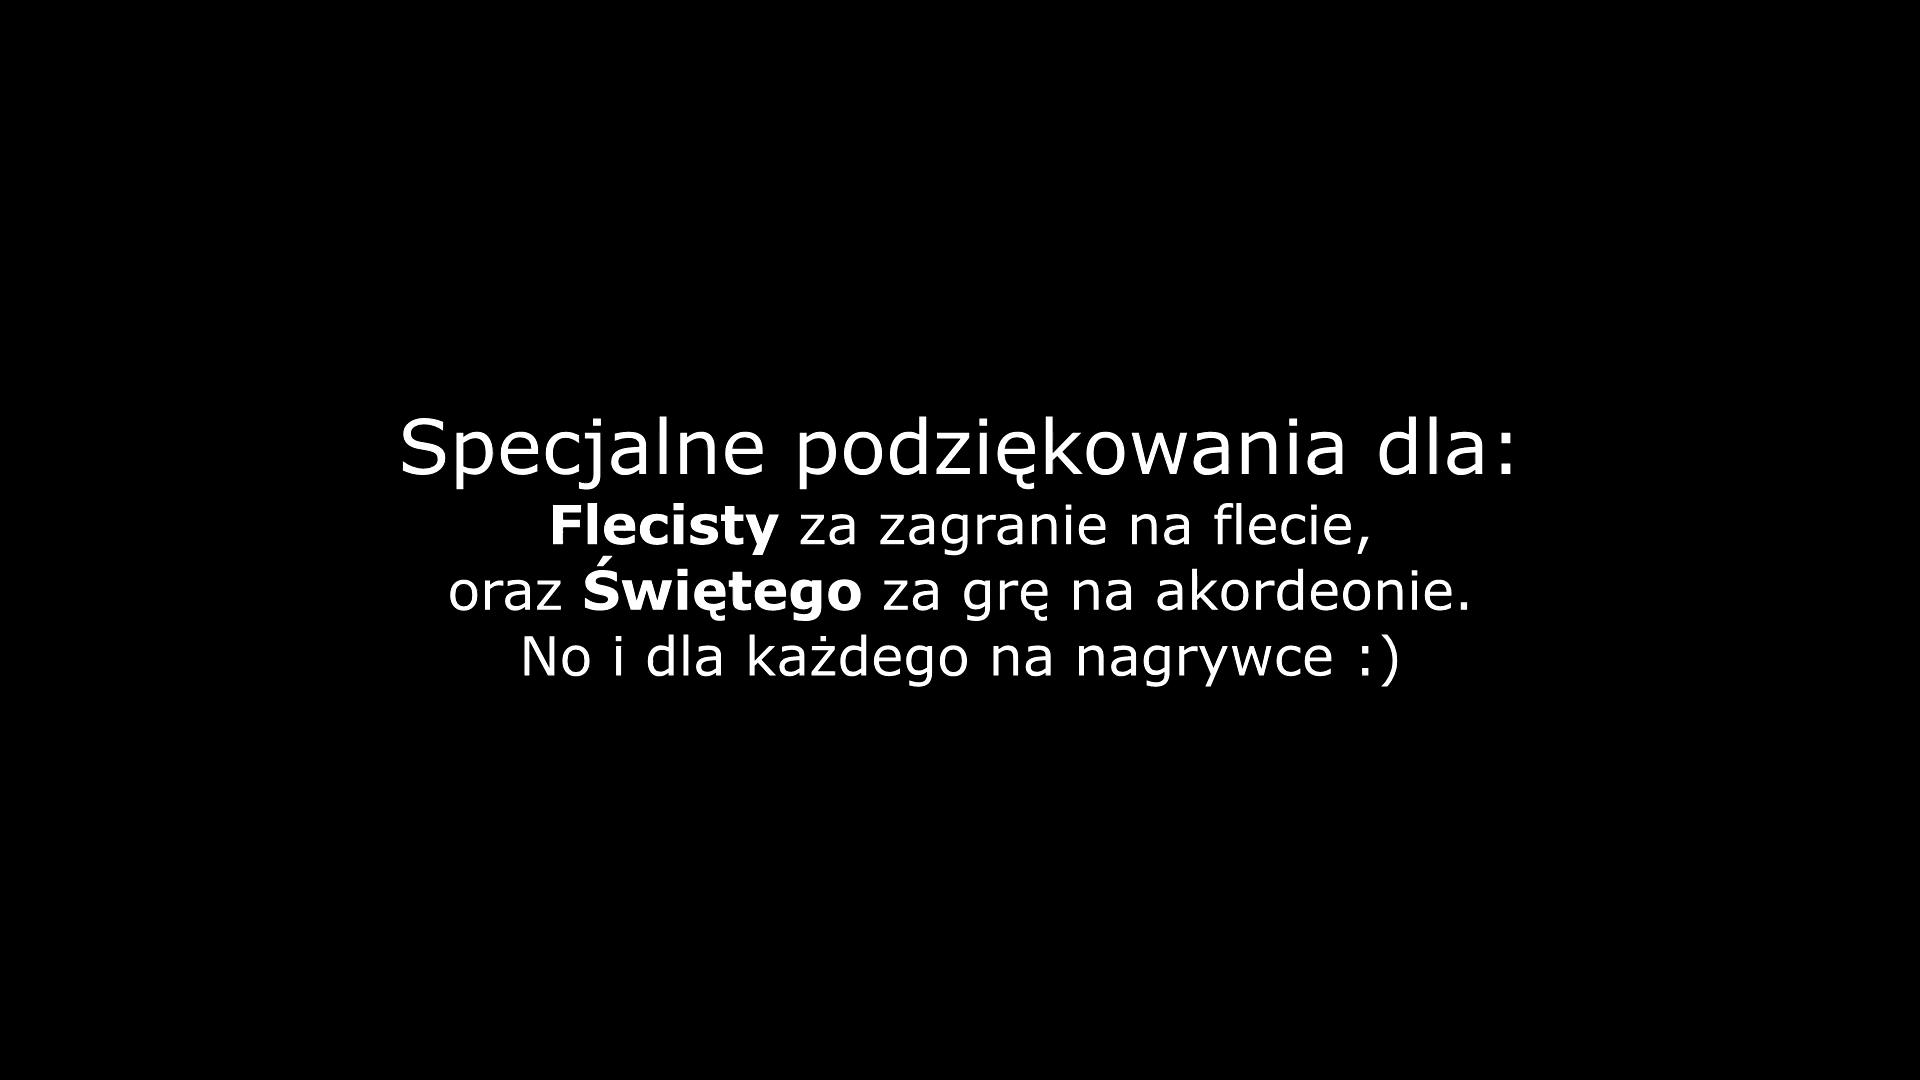 Specjalne podziękowania dla:
Flecisty za zagranie na flecie,
oraz Świętego za grę na akordeonie.
No i dla każdego na nagrywce :)